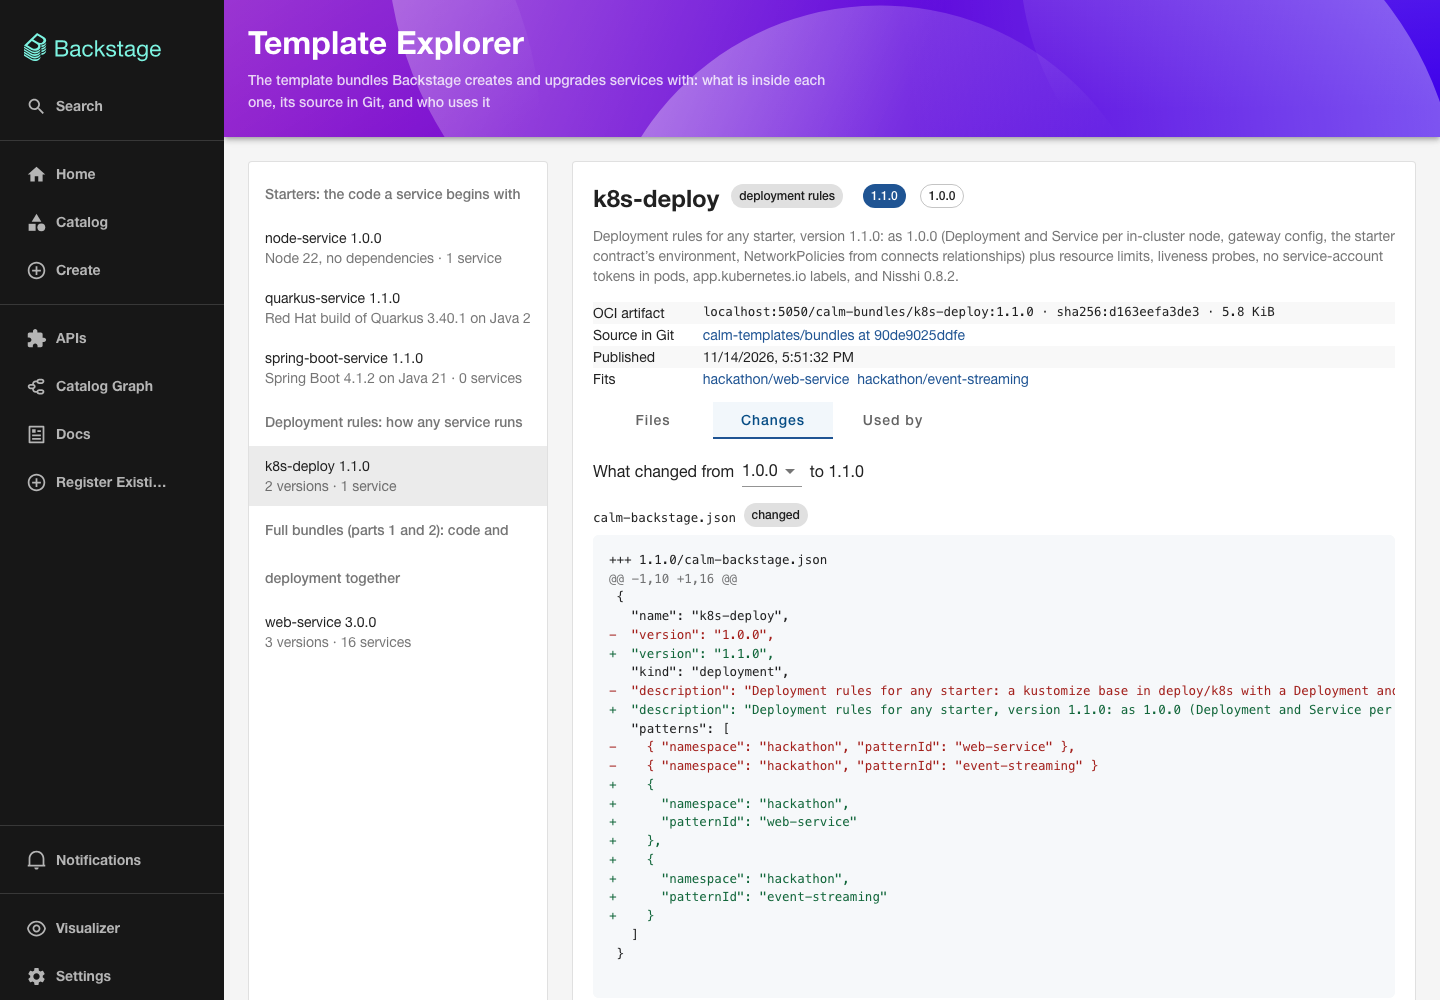 Backstage
Search
Home
Catalog
Create
APIs
Catalog Graph
Docs
Register Existi...
Notifications
Visualizer
Settings
Template Explorer
The template bundles Backstage creates and upgrades services with: what is inside each
one, its source in Git, and who uses it
Starters: the code a service begins with
node-service 1.0.0
Node 22, no dependencies · 1 service
quarkus-service 1.1.0
Red Hat build of Quarkus 3.40.1 on Java 2
spring-boot-service 1.1.0
Spring Boot 4.1.2 on Java 21 · 0 services
Deployment rules: how any service runs
k8s-deploy 1.1.0
2 versions · 1 service
Full bundles (parts 1 and 2): code and
deployment together
web-service 3.0.0
3 versions · 16 services
k8s-deploy deployment rules 1.1.0 1.0.0
Deployment rules for any starter, version 1.1.0: as 1.0.0 (Deployment and Service per in-cluster node, gateway config, the starter
contract's environment, NetworkPolicies from connects relationships) plus resource limits, liveness probes, no service-account
tokens in pods, app.kubernetes.io labels, and Nisshi 0.8.2.
OCI artifact localhost:5050/calm-bundles/k8s-deploy:1.1.0 · sha256:d163eefa3de3 · 5.8 KiB
Source in Git calm-templates/bundles at 90de9025ddfe
Published 11/14/2026, 5:51:32 PM
Fits hackathon/web-service hackathon/event-streaming
Files Changes Used by
What changed from 1.0.0 to 1.1.0
calm-backstage.json changed
+++ 1.1.0/calm-backstage.json
@@ -1,10 +1,16 @@
{
"name": "k8s-deploy",
- "version": "1.0.0",
+ "version": "1.1.0",
"kind": "deployment",
- "description": "Deployment rules for any starter: a kustomize base in deploy/k8s with a Deployment and
+ "description": "Deployment rules for any starter, version 1.1.0: as 1.0.0 (Deployment and Service per
"patterns": [
- { "namespace": "hackathon", "patternId": "web-service" },
- { "namespace": "hackathon", "patternId": "event-streaming" }
+ {
+ "namespace": "hackathon",
+ "patternId": "web-service"
+ },
+ {
+ "namespace": "hackathon",
+ "patternId": "event-streaming"
+ }
]
}